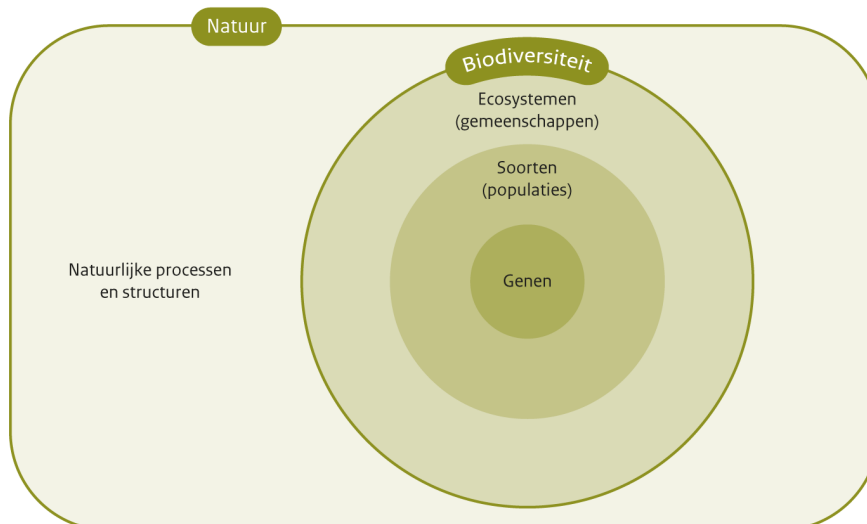 Natuur
Biodiversiteit
Ecosystemen
(gemeenschappen)
Soorten
(populaties)
Natuurlijke processen
en structuren
Genen